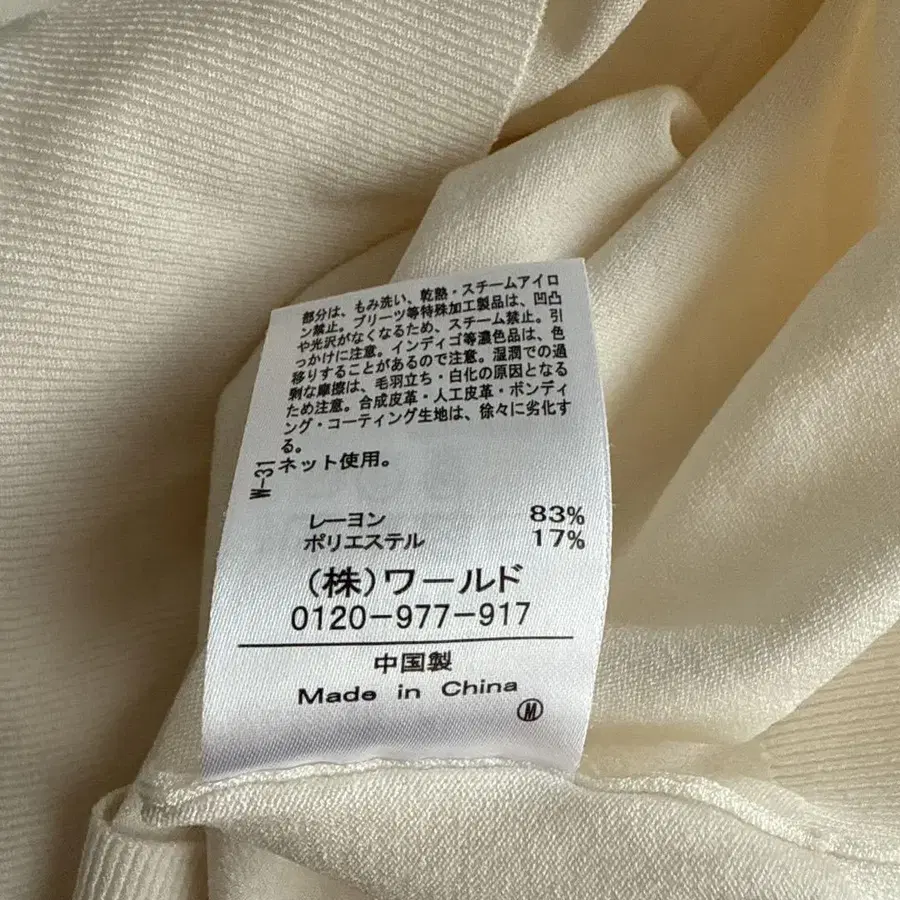 部分は、もみ洗い、乾熱・スチームアイロ
ン禁止。プリーツ等特殊加工製品は、凹凸
や光沢がなくなるため、スチーム禁止。引
っかけに注意。インディゴ等濃色品は、色
移りすることがあるので注意。湿潤での過
剰な摩擦は、毛羽立ち・白化の原因となる
ため注意。合成皮革・人工皮革・ボンディ
ング・コーティング生地は、徐々に劣化す
る。
ネット使用。
W-31
レーヨン 83%
ポリエステル 17%
(株)ワールド
0120-977-917
中国製
Made in China
Ⓜ